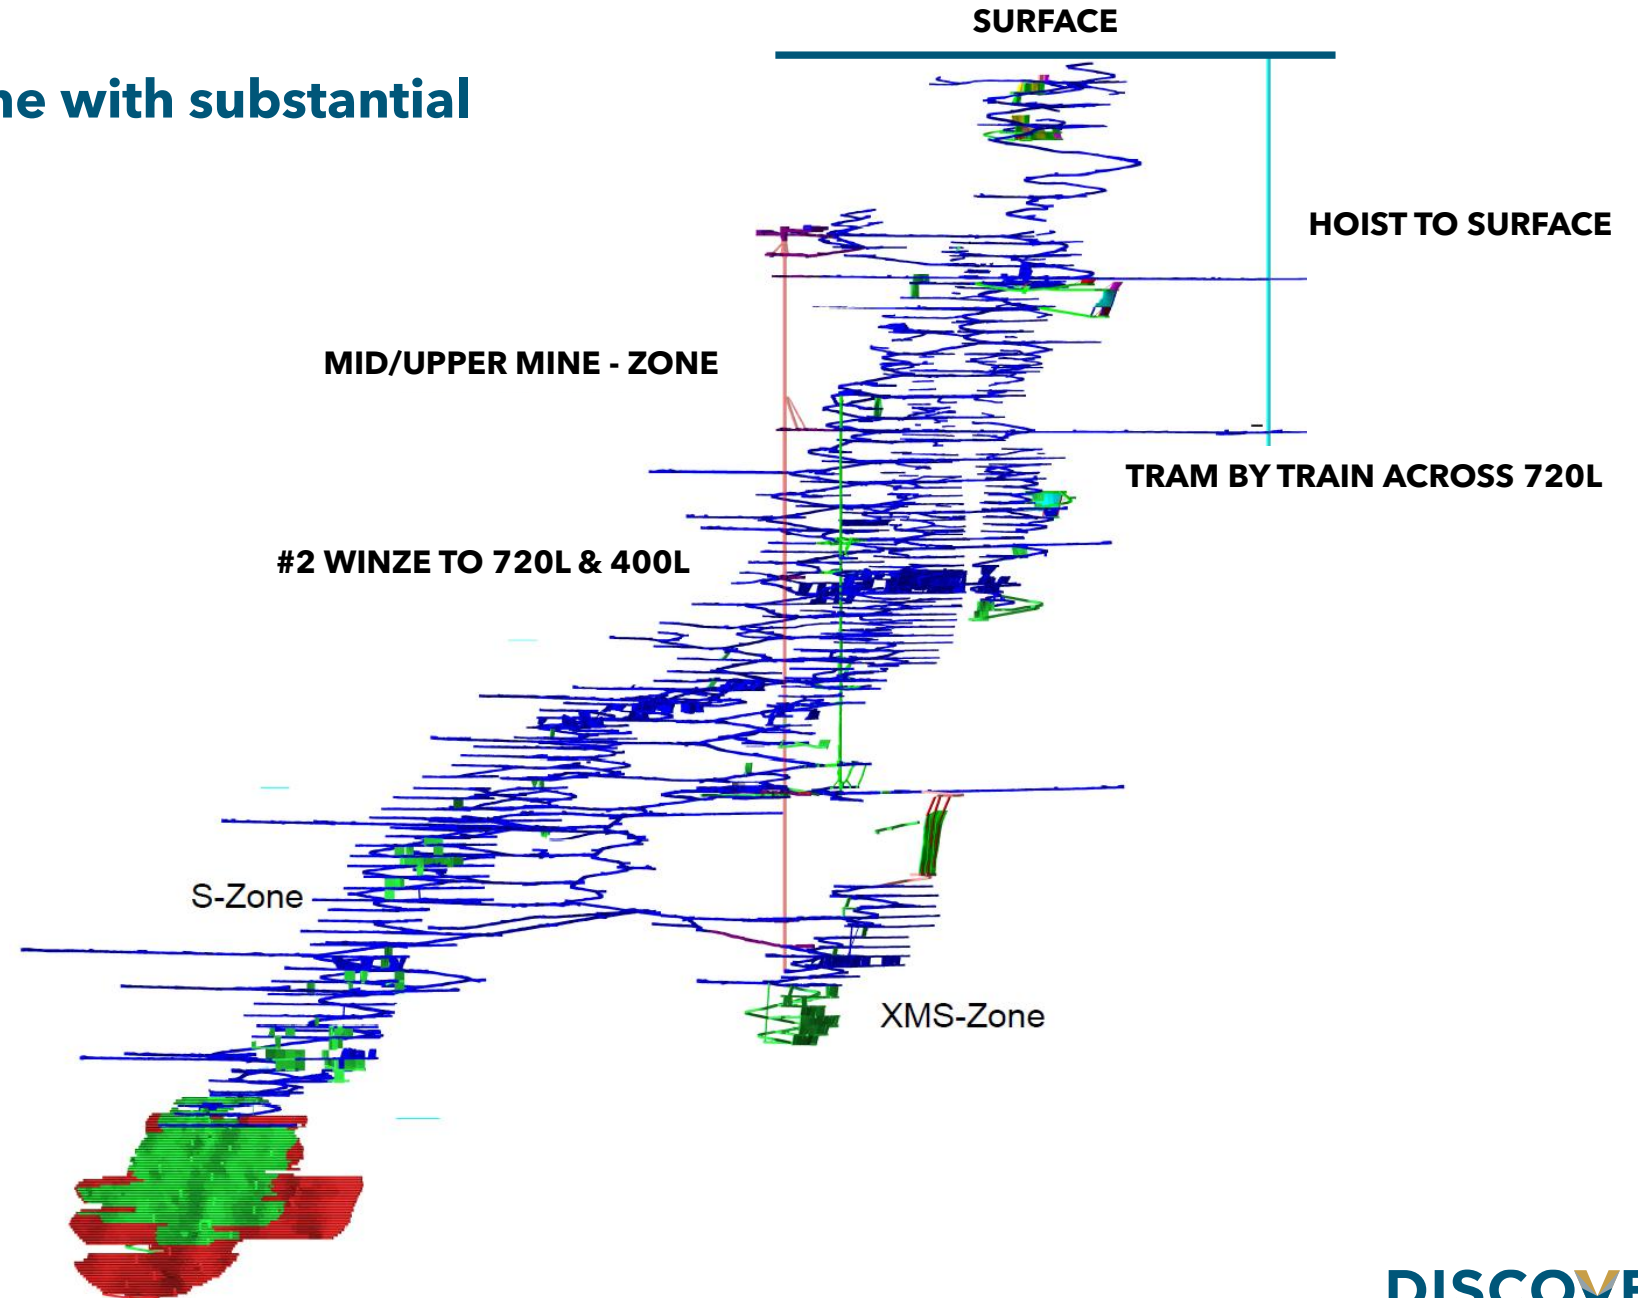 SURFACE
ne with substantial
HOIST TO SURFACE
MID/UPPER MINE - ZONE
TRAM BY TRAIN ACROSS 720L
#2 WINZE TO 720L & 400L
S-Zone
XMS-Zone
DISCOVE